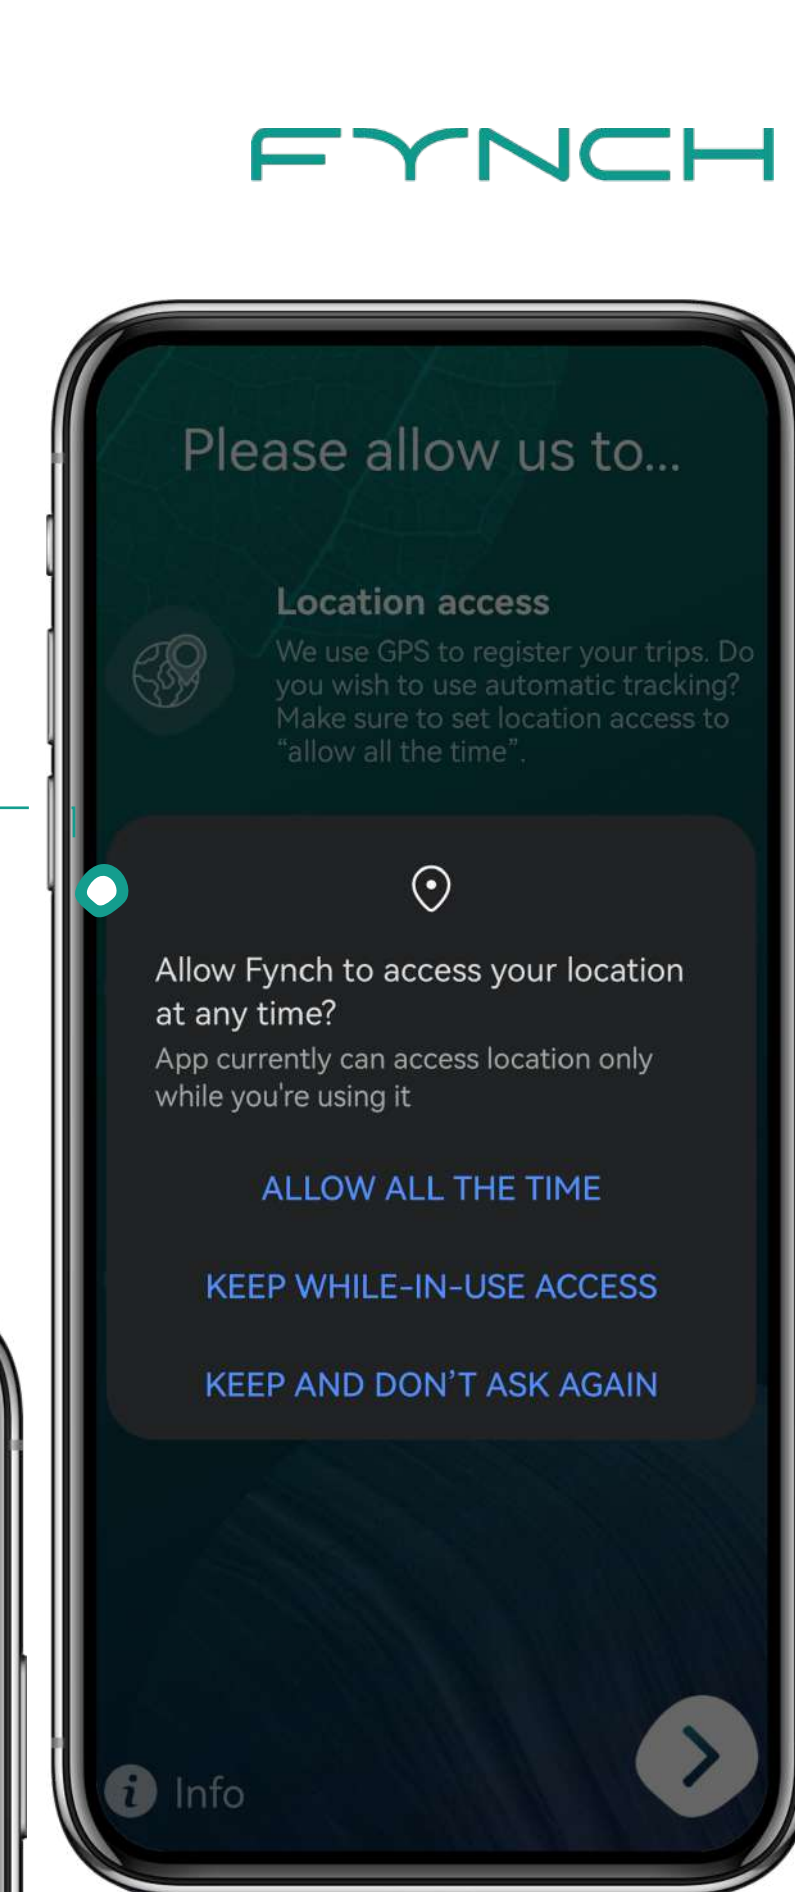 FYNCH
Please allow us to...
Location access
We use GPS to register your trips. Do
you wish to use automatic tracking?
Make sure to set location access to
“allow all the time”.
Allow Fynch to access your location
at any time?
App currently can access location only
while you're using it
ALLOW ALL THE TIME
KEEP WHILE-IN-USE ACCESS
KEEP AND DON’T ASK AGAIN
i Info